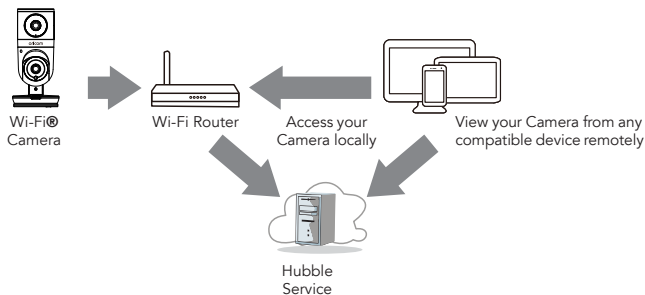 oricom
Wi-Fi® Camera
Wi-Fi Router
Access your
Camera locally
View your Camera from any
compatible device remotely
Hubble
Service